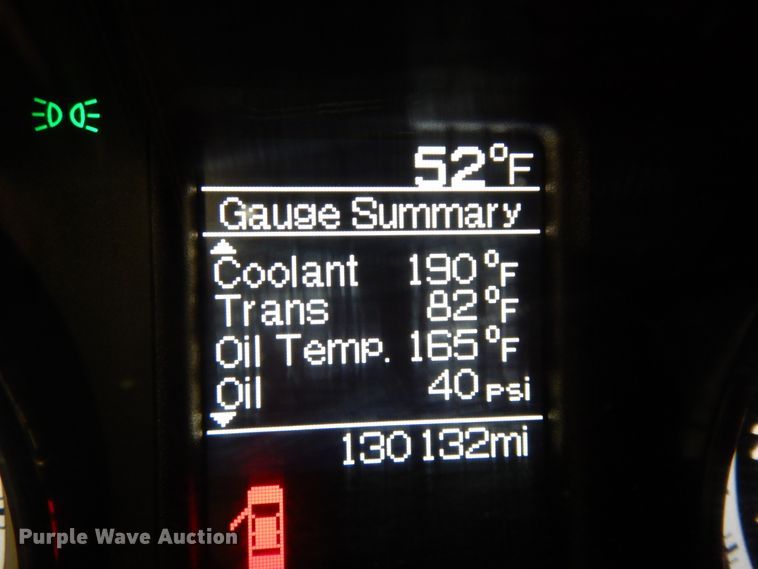 52°F
Gauge Summary
Coolant 190°F
Trans 82°F
Oil Temp. 165°F
Oil 40 psi
130132mi
Purple Wave Auction